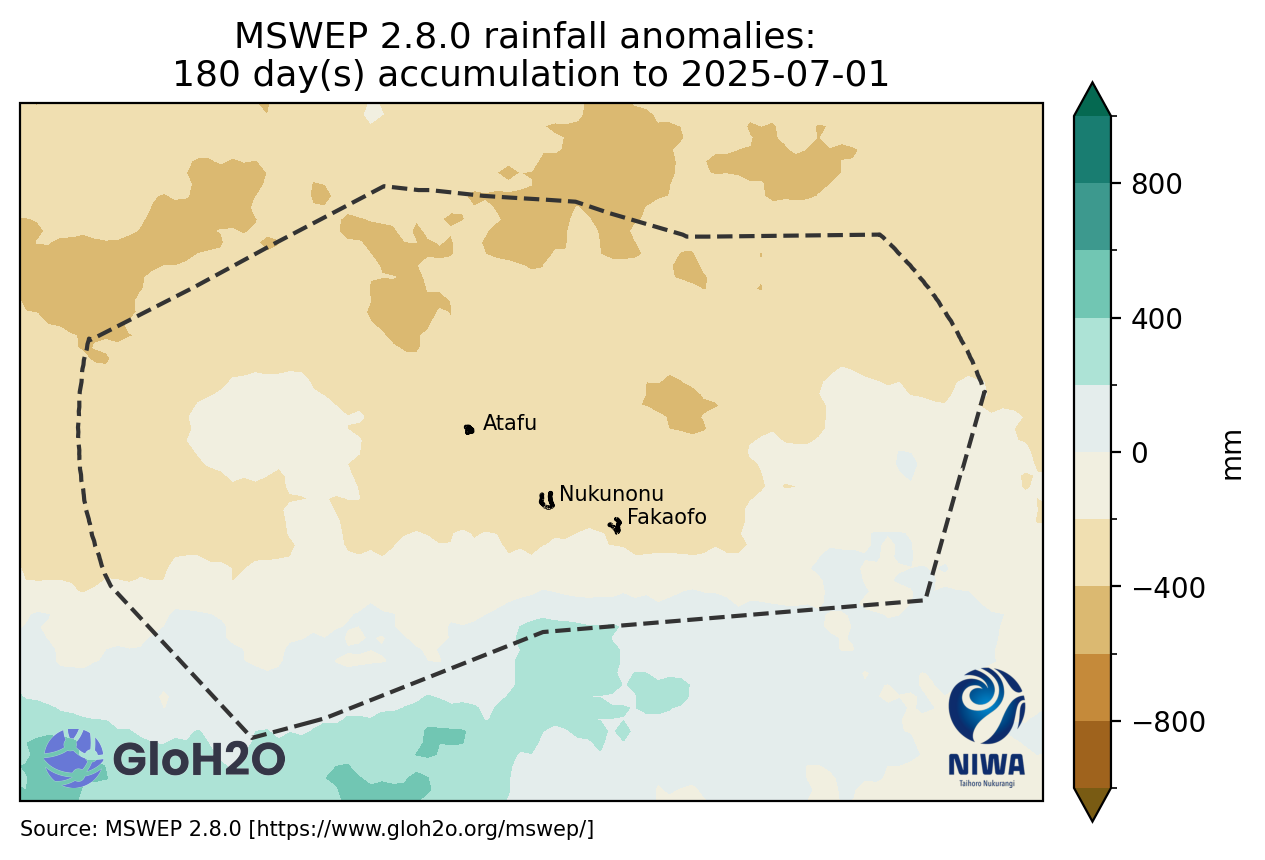 MSWEP 2.8.0 rainfall anomalies:
180 day(s) accumulation to 2025-07-01
800
400
0
−400
−800
mm
Atafu
Nukunonu
Fakaofo
GloH2O
NIWA
Taihoro Nukurangi
Source: MSWEP 2.8.0 [https://www.gloh2o.org/mswep/]